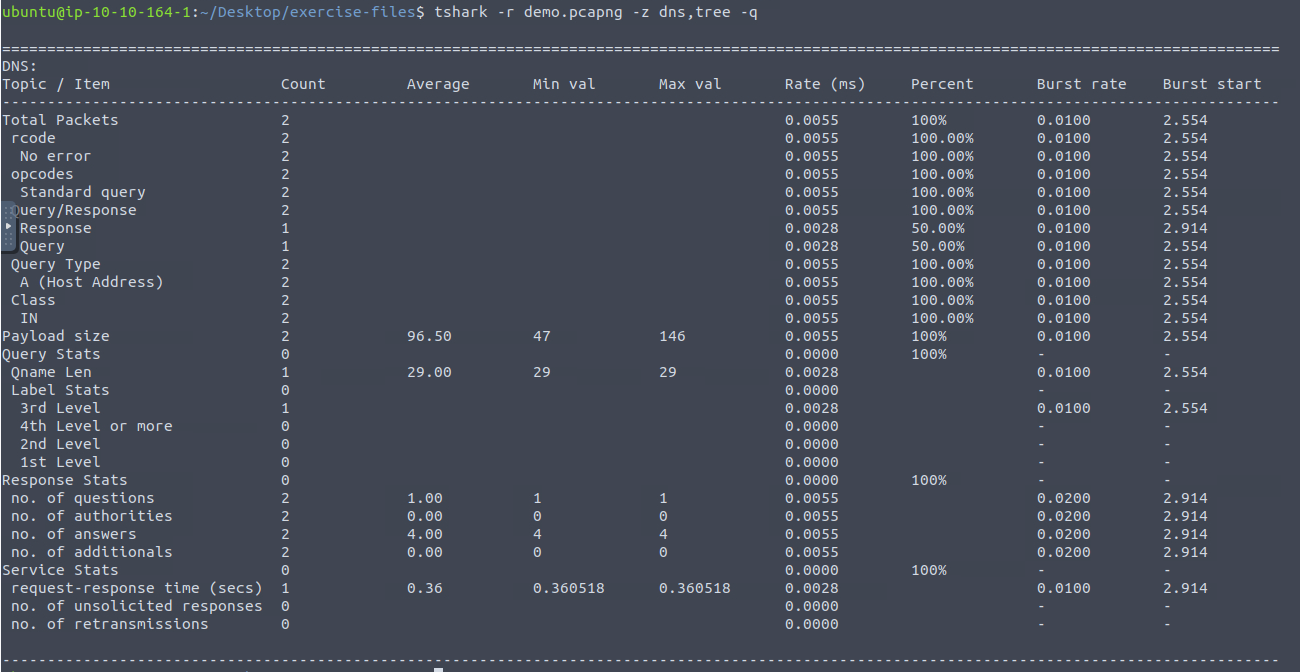 ubuntu@ip-10-10-164-1:~/Desktop/exercise-files$ tshark -r demo.pcapng -z dns,tree -q
===============================================================================================================================================
DNS:
Topic / Item                   Count         Average       Min val       Max val       Rate (ms)     Percent       Burst rate    Burst start
-----------------------------------------------------------------------------------------------------------------------------------------------
Total Packets                  2                                                       0.0055        100%          0.0100        2.554
 rcode                         2                                                       0.0055        100.00%       0.0100        2.554
  No error                     2                                                       0.0055        100.00%       0.0100        2.554
 opcodes                       2                                                       0.0055        100.00%       0.0100        2.554
  Standard query               2                                                       0.0055        100.00%       0.0100        2.554
 Query/Response                2                                                       0.0055        100.00%       0.0100        2.554
  Response                     1                                                       0.0028        50.00%        0.0100        2.914
  Query                        1                                                       0.0028        50.00%        0.0100        2.554
 Query Type                    2                                                       0.0055        100.00%       0.0100        2.554
  A (Host Address)             2                                                       0.0055        100.00%       0.0100        2.554
 Class                         2                                                       0.0055        100.00%       0.0100        2.554
  IN                           2                                                       0.0055        100.00%       0.0100        2.554
Payload size                   2             96.50         47            146           0.0055        100%          0.0100        2.554
Query Stats                    0                                                       0.0000        100%          -             -
 Qname Len                     1             29.00         29            29            0.0028                      0.0100        2.554
 Label Stats                   0                                                       0.0000                      -             -
  3rd Level                    1                                                       0.0028                      0.0100        2.554
  4th Level or more            0                                                       0.0000                      -             -
  2nd Level                    0                                                       0.0000                      -             -
  1st Level                    0                                                       0.0000                      -             -
Response Stats                 0                                                       0.0000        100%          -             -
 no. of questions              2             1.00          1             1             0.0055                      0.0200        2.914
 no. of authorities            2             0.00          0             0             0.0055                      0.0200        2.914
 no. of answers                2             4.00          4             4             0.0055                      0.0200        2.914
 no. of additionals            2             0.00          0             0             0.0055                      0.0200        2.914
Service Stats                  0                                                       0.0000        100%          -             -
 request-response time (secs)  1             0.36          0.360518      0.360518      0.0028                      0.0100        2.914
 no. of unsolicited responses  0                                                       0.0000                      -             -
 no. of retransmissions        0                                                       0.0000                      -             -
-----------------------------------------------------------------------------------------------------------------------------------------------